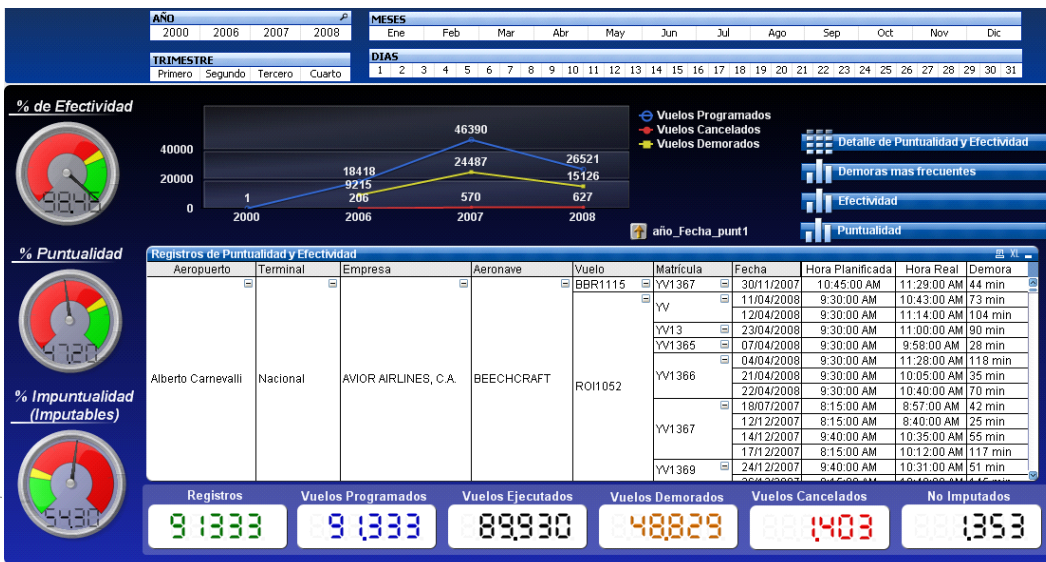 AÑO
2000 2006 2007 2008
MESES
Ene Feb Mar Abr May Jun Jul Ago Sep Oct Nov Dic
TRIMESTRE
Primero Segundo Tercero Cuarto
DIAS
1 2 3 4 5 6 7 8 9 10 11 12 13 14 15 16 17 18 19 20 21 22 23 24 25 26 27 28 29 30 31
% de Efectividad
98,46
40000
20000
0
1
18418
9215
206
46390
24487
570
26521
15126
627
2000 2006 2007 2008
Vuelos Programados
Vuelos Cancelados
Vuelos Demorados
año_Fecha_punt1
Detalle de Puntualidad y Efectividad
Demoras mas frecuentes
Efectividad
Puntualidad
% Puntualidad
47,20
% Impuntualidad
(Imputables)
54,30
Registros de Puntualidad y Efectividad XL
Aeropuerto Terminal Empresa Aeronave Vuelo Matrícula Fecha Hora Planificada Hora Real Demora
Alberto Carnevalli Nacional AVIOR AIRLINES, C.A. BEECHCRAFT
BBR1115 YV1367 30/11/2007 10:45:00 AM 11:29:00 AM 44 min
ROI1052
YV 11/04/2008 9:30:00 AM 10:43:00 AM 73 min
12/04/2008 9:30:00 AM 11:14:00 AM 104 min
YV13 23/04/2008 9:30:00 AM 11:00:00 AM 90 min
YV1365 07/04/2008 9:30:00 AM 9:58:00 AM 28 min
YV1366 04/04/2008 9:30:00 AM 11:28:00 AM 118 min
21/04/2008 9:30:00 AM 10:05:00 AM 35 min
22/04/2008 9:30:00 AM 10:40:00 AM 70 min
YV1367 18/07/2007 8:15:00 AM 8:57:00 AM 42 min
12/12/2007 8:15:00 AM 8:40:00 AM 25 min
14/12/2007 9:40:00 AM 10:35:00 AM 55 min
17/12/2007 8:15:00 AM 10:12:00 AM 117 min
YV1369 24/12/2007 9:40:00 AM 10:31:00 AM 51 min
Registros Vuelos Programados Vuelos Ejecutados Vuelos Demorados Vuelos Cancelados No Imputados
91333 91,333 89,930 48,829 1,403 1,353